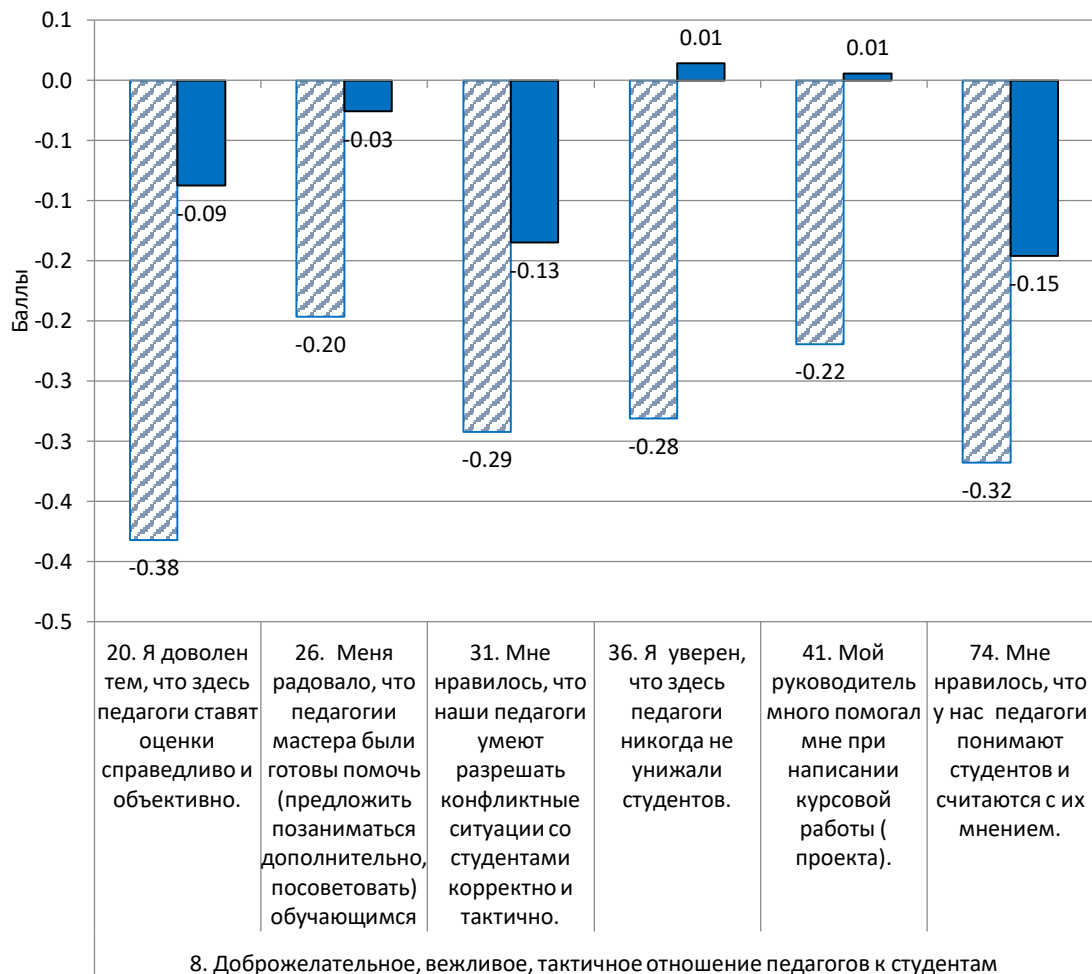 0.1
0.0
-0.1
-0.1
-0.2
-0.2
-0.3
-0.3
-0.4
-0.4
-0.5
Баллы
-0.38
-0.09
-0.20
-0.03
-0.29
-0.13
-0.28
0.01
-0.22
0.01
-0.32
-0.15
20. Я доволен
тем, что здесь
педагоги ставят
оценки
справедливо и
объективно.
26. Меня
радовало, что
педагогии
мастера были
готовы помочь
(предложить
позаниматься
дополнительно,
посоветовать)
обучающимся
31. Мне
нравилось, что
наши педагоги
умеют
разрешать
конфликтные
ситуации со
студентами
корректно и
тактично.
36. Я уверен,
что здесь
педагоги
никогда не
унижали
студентов.
41. Мой
руководитель
много помогал
мне при
написании
курсовой
работы (
проекта).
74. Мне
нравилось, что
у нас педагоги
понимают
студентов и
считаются с их
мнением.
8. Доброжелательное, вежливое, тактичное отношение педагогов к студентам